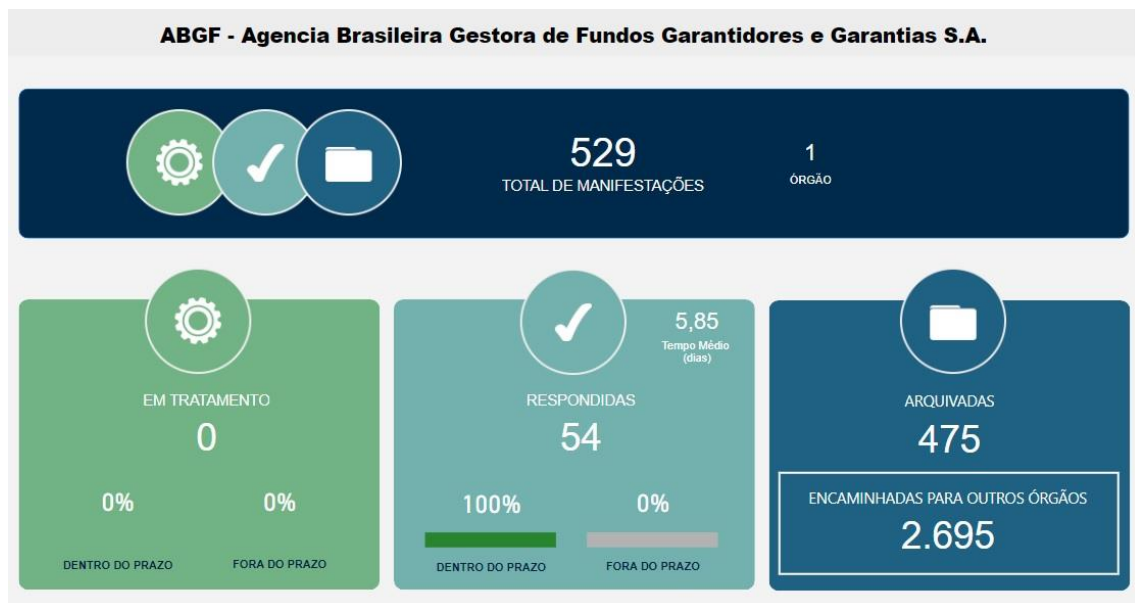 ABGF - Agencia Brasileira Gestora de Fundos Garantidores e Garantias S.A.
529
TOTAL DE MANIFESTAÇÕES
1
ÓRGÃO
EM TRATAMENTO
0
0%
0%
DENTRO DO PRAZO
FORA DO PRAZO
5,85
Tempo Médio
(dias)
RESPONDIDAS
54
100%
0%
DENTRO DO PRAZO
FORA DO PRAZO
ARQUIVADAS
475
ENCAMINHADAS PARA OUTROS ÓRGÃOS
2.695